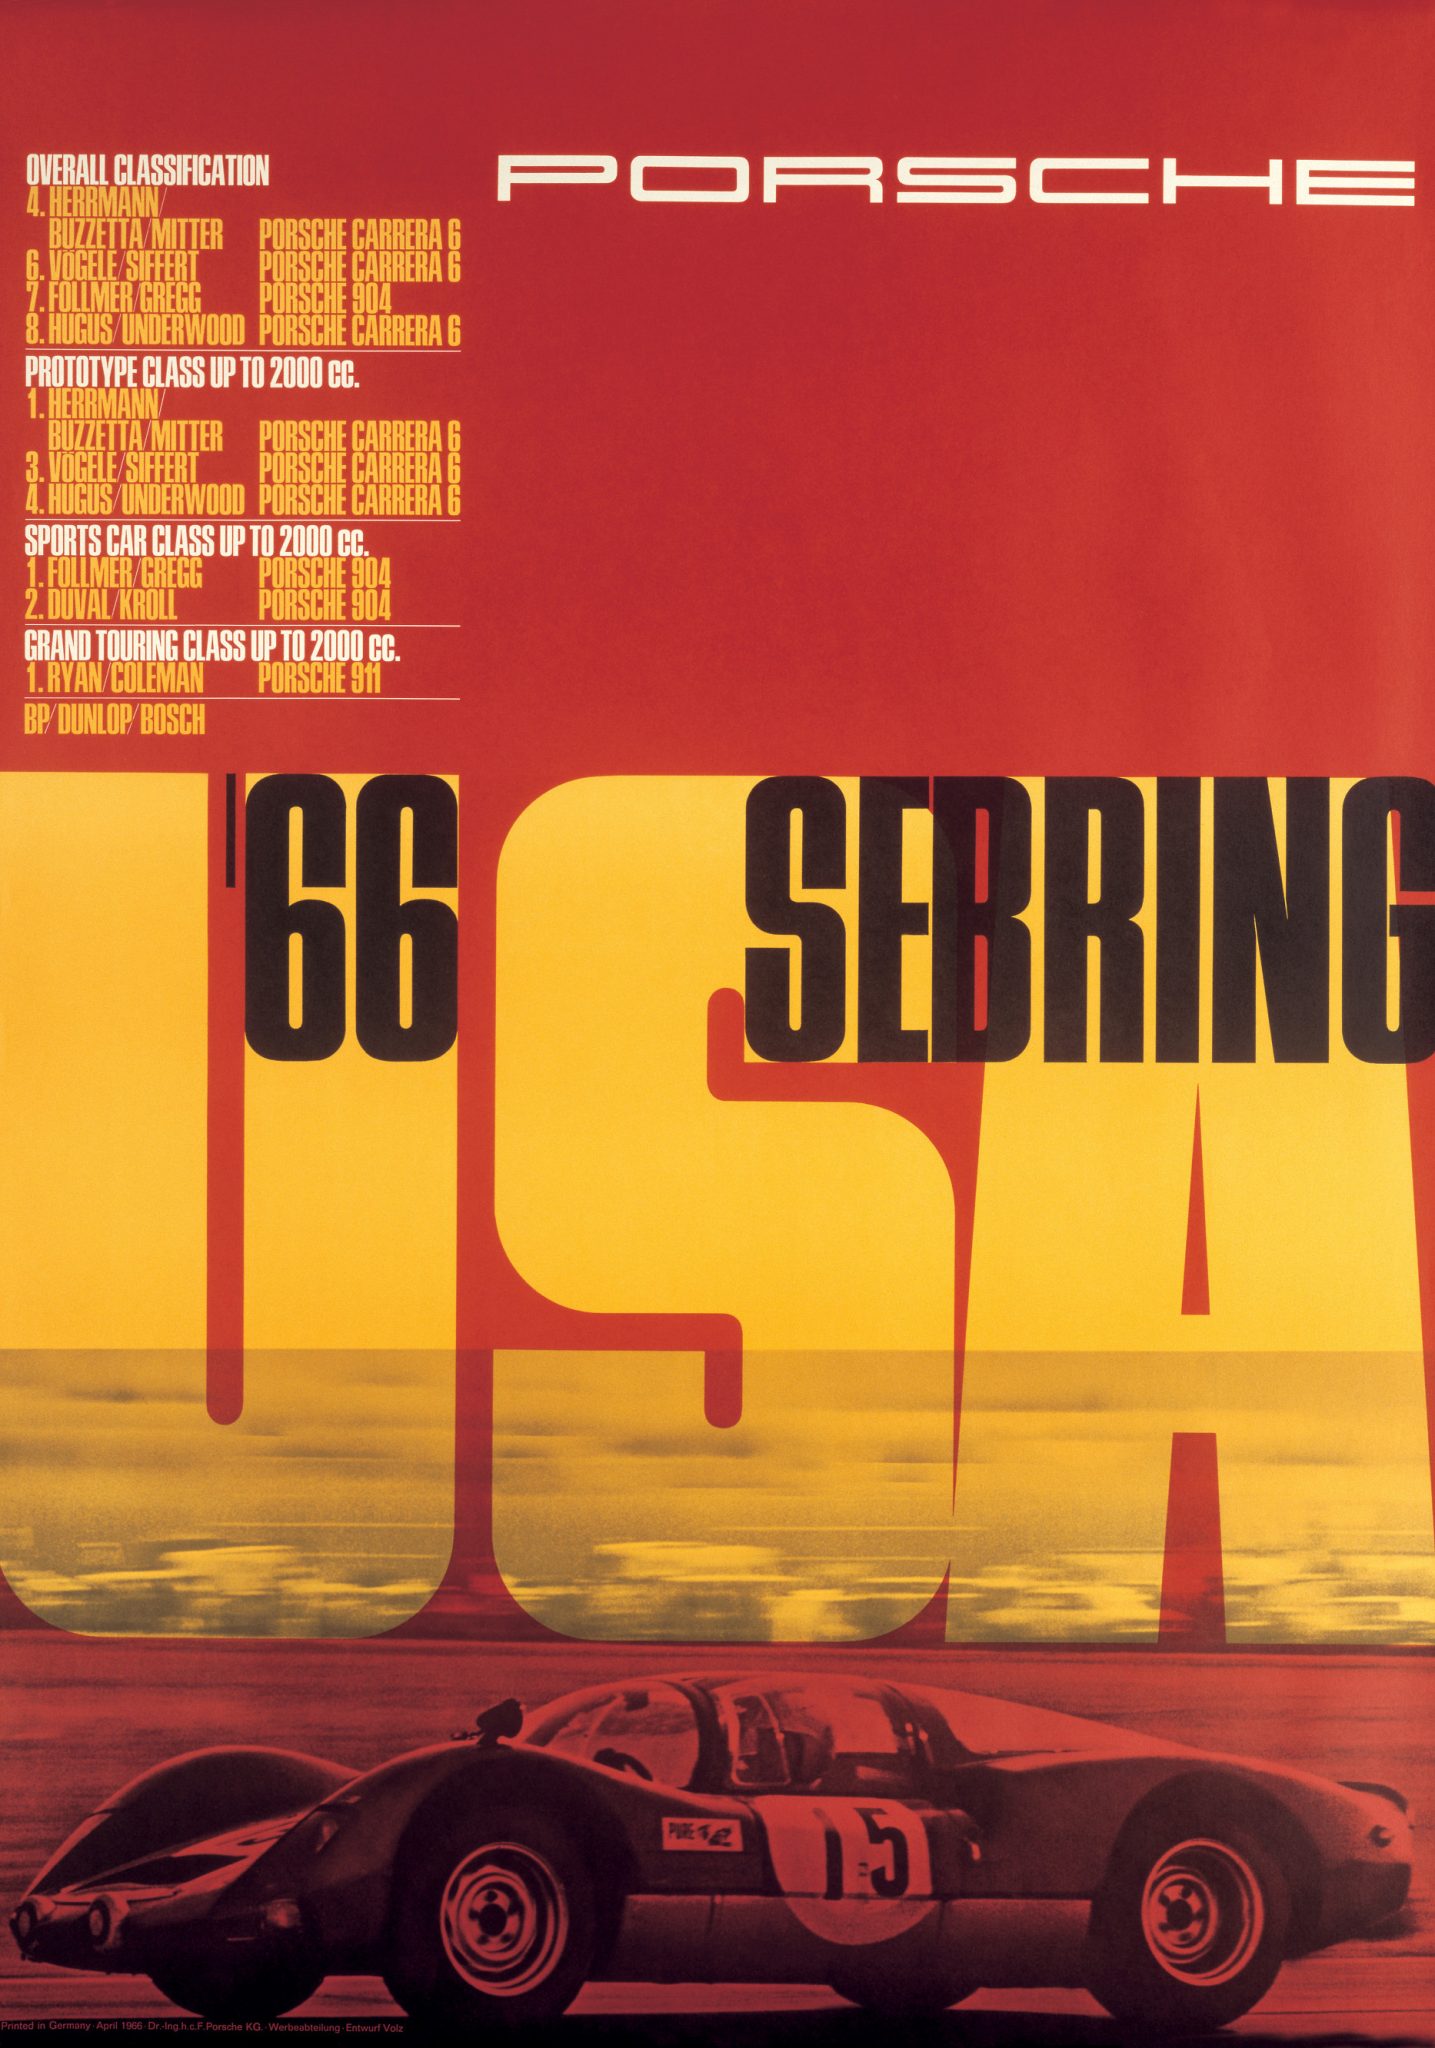 OVERALL CLASSIFICATION
4. HERRMANN/
BUZZETTA/MITTER PORSCHE CARRERA 6
6. VÖGELE/SIFFERT PORSCHE CARRERA 6
7. FOLLMER/GREGG PORSCHE 904
8. HUGUS/UNDERWOOD PORSCHE CARRERA 6
PROTOTYPE CLASS UP TO 2000 cc.
1. HERRMANN/
BUZZETTA/MITTER PORSCHE CARRERA 6
3. VÖGELE/SIFFERT PORSCHE CARRERA 6
4. HUGUS/UNDERWOOD PORSCHE CARRERA 6
SPORTS CAR CLASS UP TO 2000 cc.
1. FOLLMER/GREGG PORSCHE 904
2. DUVAL/KROLL PORSCHE 904
GRAND TOURING CLASS UP TO 2000 cc.
1. RYAN/COLEMAN PORSCHE 911
BP/DUNLOP/BOSCH
PORSCHE
'66 SEBRING
USA
PURE
15
Printed in Germany · April 1966 · Dr.-Ing.h c.F.Porsche KG. · Werbeabteilung · Entwurf Volz